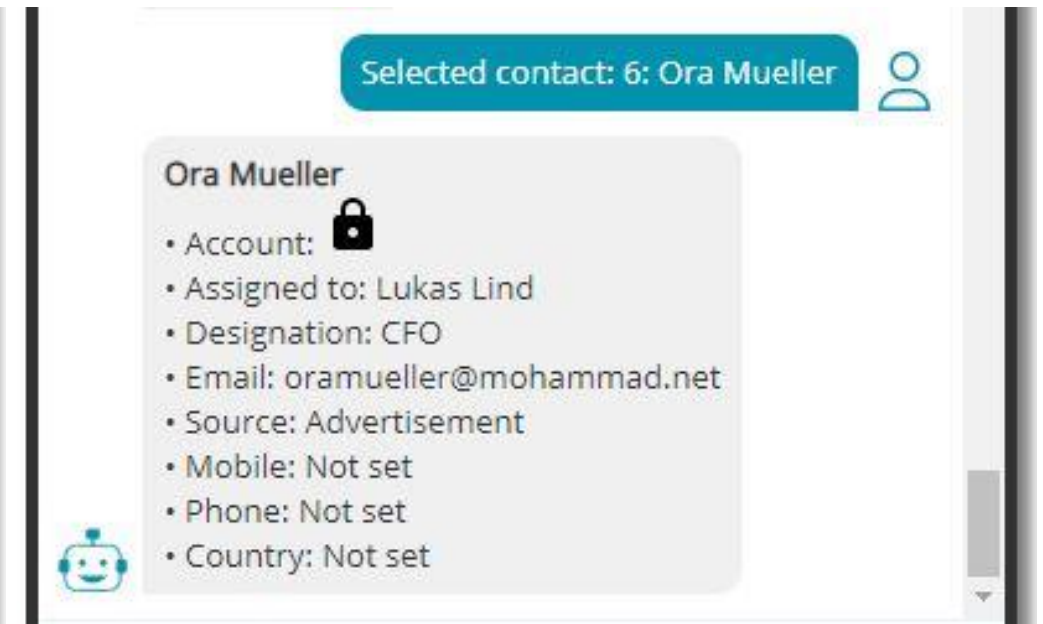 Selected contact: 6: Ora Mueller
Ora Mueller
• Account:
• Assigned to: Lukas Lind
• Designation: CFO
• Email: oramueller@mohammad.net
• Source: Advertisement
• Mobile: Not set
• Phone: Not set
• Country: Not set